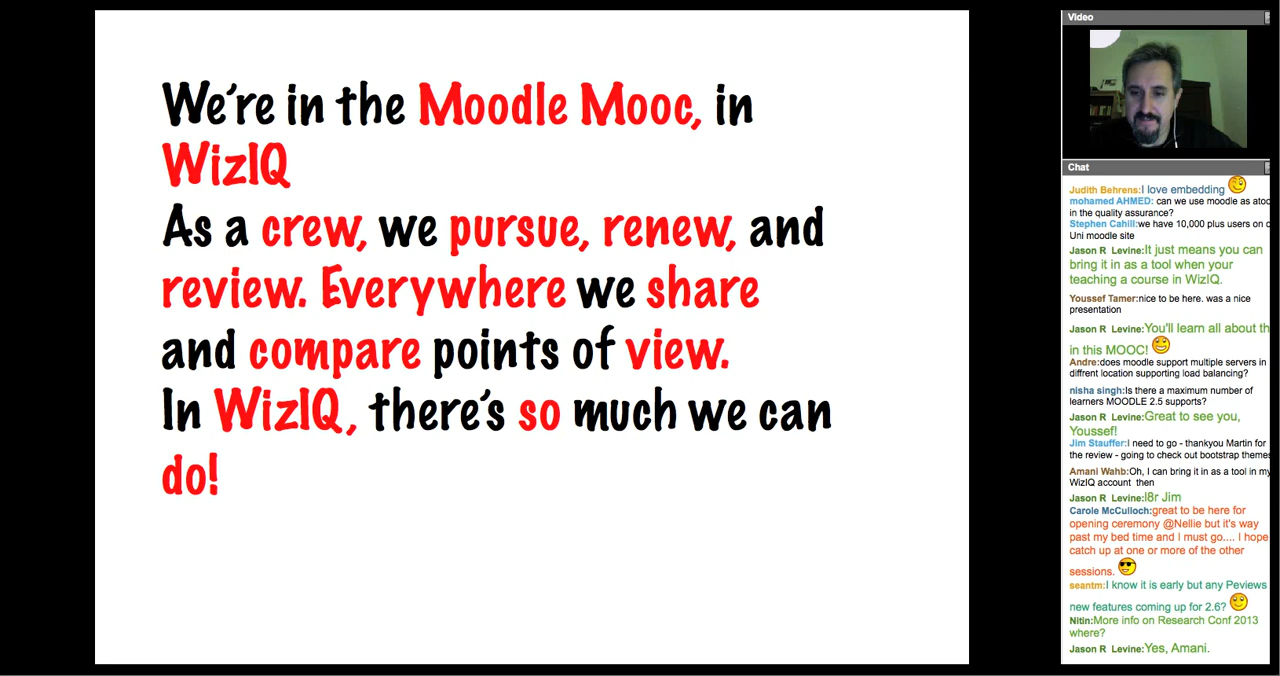 We're in the Moodle Mooc, in
WizIQ
As a crew, we pursue, renew, and
review. Everywhere we share
and compare points of view.
In WizIQ, there's so much we can
do!
Video
Chat
Judith Behrens:I love embedding
mohamed AHMED: can we use moodle as atoo
in the quality assurance?
Stephen Cahill:we have 10,000 plus users on o
Uni moodle site
Jason R Levine:It just means you can
bring it in as a tool when your
teaching a course in WizIQ.
Youssef Tamer:nice to be here. was a nice
presentation
Jason R Levine:You'll learn all about th
in this MOOC!
Andre:does moodle support multiple servers in
diffrent location supporting load balancing?
nisha singh:Is there a maximum number of
learners MOODLE 2.5 supports?
Jason R Levine:Great to see you,
Youssef!
Jim Stauffer:I need to go - thankyou Martin for
the review - going to check out bootstrap themes
Amani Wahb:Oh, I can bring it in as a tool in my
WizIQ account then
Jason R Levine:l8r Jim
Carole McCulloch:great to be here for
opening ceremony @Nellie but it's way
past my bed time and I must go.... I hope
catch up at one or more of the other
sessions.
seantm:I know it is early but any Peviews
new features coming up for 2.6?
Nitin:More info on Research Conf 2013
where?
Jason R Levine:Yes, Amani.